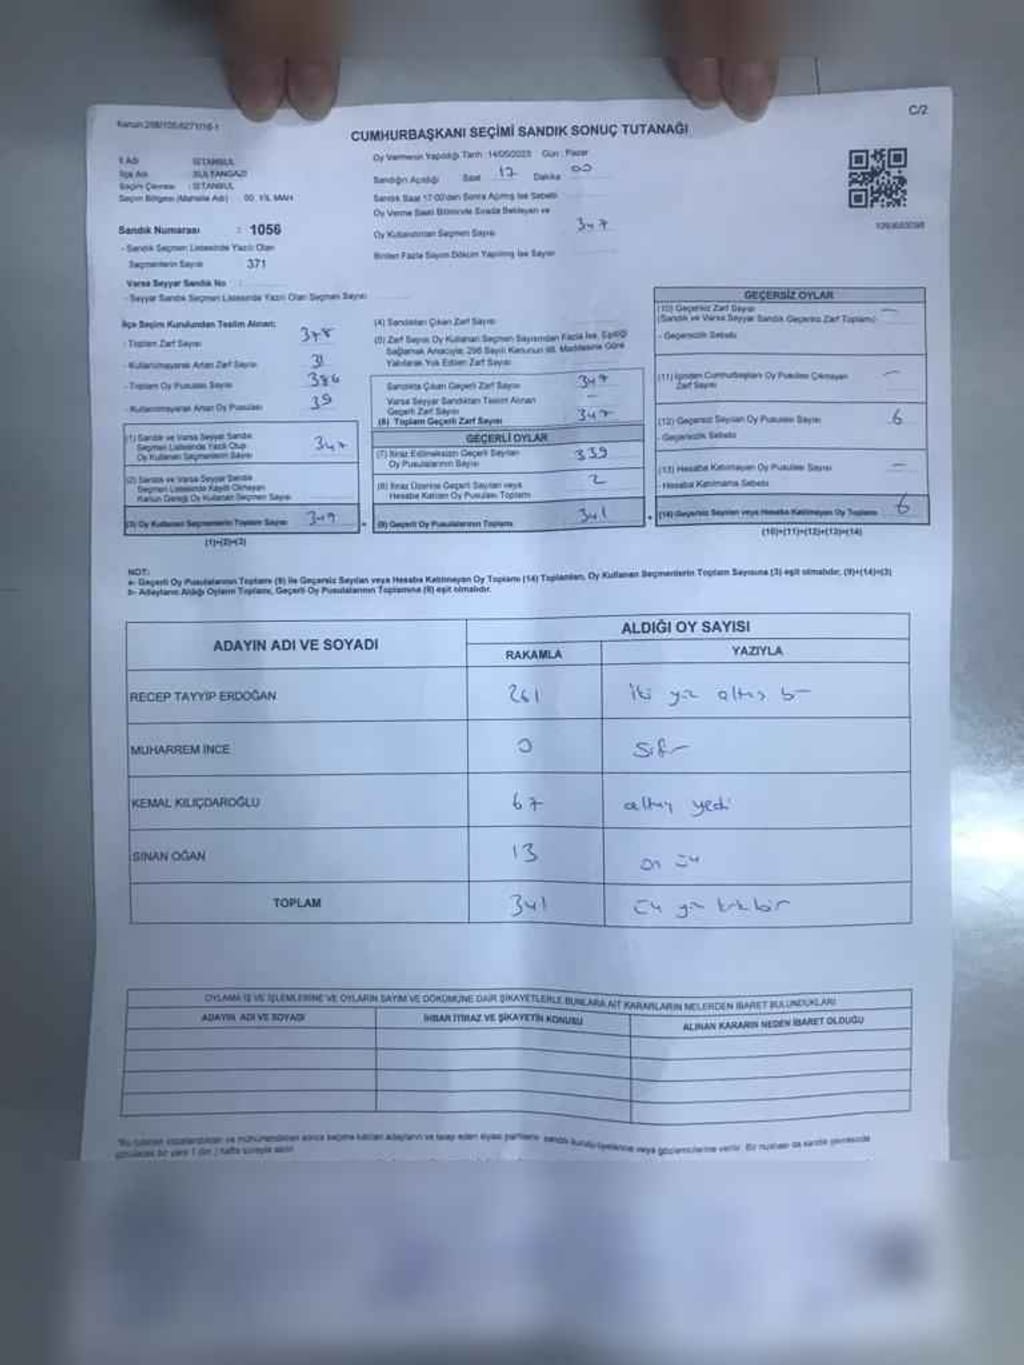 C/2
CUMHURBAŞKANI SEÇİMİ SANDIK SONUÇ TUTANAĞI
İl Adı : İSTANBUL
İlçe Adı : SULTANGAZİ
Seçim Çevresi : İSTANBUL
Seçim Bölgesi (Mahalle Adı)
Sandık Numarası : 1056
- Sandık Seçmen Listesinde Yazılı Olan
Seçmenlerin Sayısı 371
Varsa Seyyar Sandık No :
- Seyyar Sandık Seçmen Listesinde Yazılı Olan Seçmen Sayısı
Oy Vermenin Yapıldığı Tarih : 14/05/2023 Gün : Pazar
Sandığın Açıldığı Saat 17 Dakika 00
Sandık Saat 17:00'den Sonra Açılmış İse Sebebi
Oy Verme Saati Bitiminde Sırada Bekleyen ve
Oy Kullandırılan Seçmen Sayısı 347
Birden Fazla Sayım Döküm Yapılmış İse Sayısı
İlçe Seçim Kurulundan Teslim Alınan:
- Toplam Zarf Sayısı 378
- Kullanılmayarak Artan Zarf Sayısı 31
- Toplam Oy Pusulası Sayısı 386
- Kullanılmayarak Artan Oy Pusulası 39
(1) Sandık ve Varsa Seyyar Sandık
Seçmen Listesinde Yazılı Olup
Oy Kullanan Seçmenlerin Sayısı 347
(2) Sandık ve Varsa Seyyar Sandık
Seçmen Listesinde Kayıtlı Olmayan
Kanun Gereği Oy Kullanan Seçmen Sayısı
(3) Oy Kullanan Seçmenlerin Toplam Sayısı 347
(1)+(2)=(3)
(4) Sandıktan Çıkan Zarf Sayısı
(5) Zarf Sayısı Oy Kullanan Seçmen Sayısından Fazla İse, Eşitliği
Sağlamak Amacıyla, 298 Sayılı Kanunun 98. Maddesine Göre
Yakılarak Yok Edilen Zarf Sayısı
Sandıkta Çıkan Geçerli Zarf Sayısı 347
Varsa Seyyar Sandıktan Teslim Alınan
Geçerli Zarf Sayısı -
(6) Toplam Geçerli Zarf Sayısı 347
GEÇERLİ OYLAR
(7) İtiraz Edilmeksizin Geçerli Sayılan
Oy Pusulalarının Sayısı 339
(8) İtiraz Üzerine Geçerli Sayılan veya
Hesaba Katılan Oy Pusulası Toplamı 2
(9) Geçerli Oy Pusulalarının Toplamı 341
GEÇERSİZ OYLAR
(10) Geçersiz Zarf Sayısı -
(Sandık ve Varsa Seyyar Sandık Geçersiz Zarf Toplamı)
- Geçersizlik Sebebi
(11) İçinden Cumhurbaşkanı Oy Pusulası Çıkmayan
Zarf Sayısı -
(12) Geçersiz Sayılan Oy Pusulası Sayısı 6
- Geçersizlik Sebebi
(13) Hesaba Katılmayan Oy Pusulası Sayısı -
- Hesaba Katılmama Sebebi
(14) Geçersiz Sayılan veya Hesaba Katılmayan Oy Toplamı 6
(10)+(11)+(12)+(13)=(14)
NOT:
a- Geçerli Oy Pusulalarının Toplamı (9) ile Geçersiz Sayılan veya Hesaba Katılmayan Oy Toplamı (14) Toplamları, Oy Kullanan Seçmenlerin Toplam Sayısına (3) eşit olmalıdır, (9)+(14)=(3)
b- Adayların Aldığı Oyların Toplamı, Geçerli Oy Pusulalarının Toplamına (9) eşit olmalıdır.
ADAYIN ADI VE SOYADI
ALDIĞI OY SAYISI
RAKAMLA YAZIYLA
RECEP TAYYİP ERDOĞAN 261 iki yüz altmış bir
MUHARREM İNCE 0 Sıfır
KEMAL KILIÇDAROĞLU 67 altmış yedi
SİNAN OĞAN 13 on üç
TOPLAM 341 üç yüz kırk bir
OYLAMA İŞ VE İŞLEMLERİNE VE OYLARIN SAYIM VE DÖKÜMÜNE DAİR ŞİKAYETLERLE BUNLARA AİT KARARLARIN NELERDEN İBARET BULUNDUKLARI
ADAYIN ADI VE SOYADI
İHBAR İTİRAZ VE ŞİKAYETİN KONUSU
ALINAN KARARIN NEDEN İBARET OLDUĞU